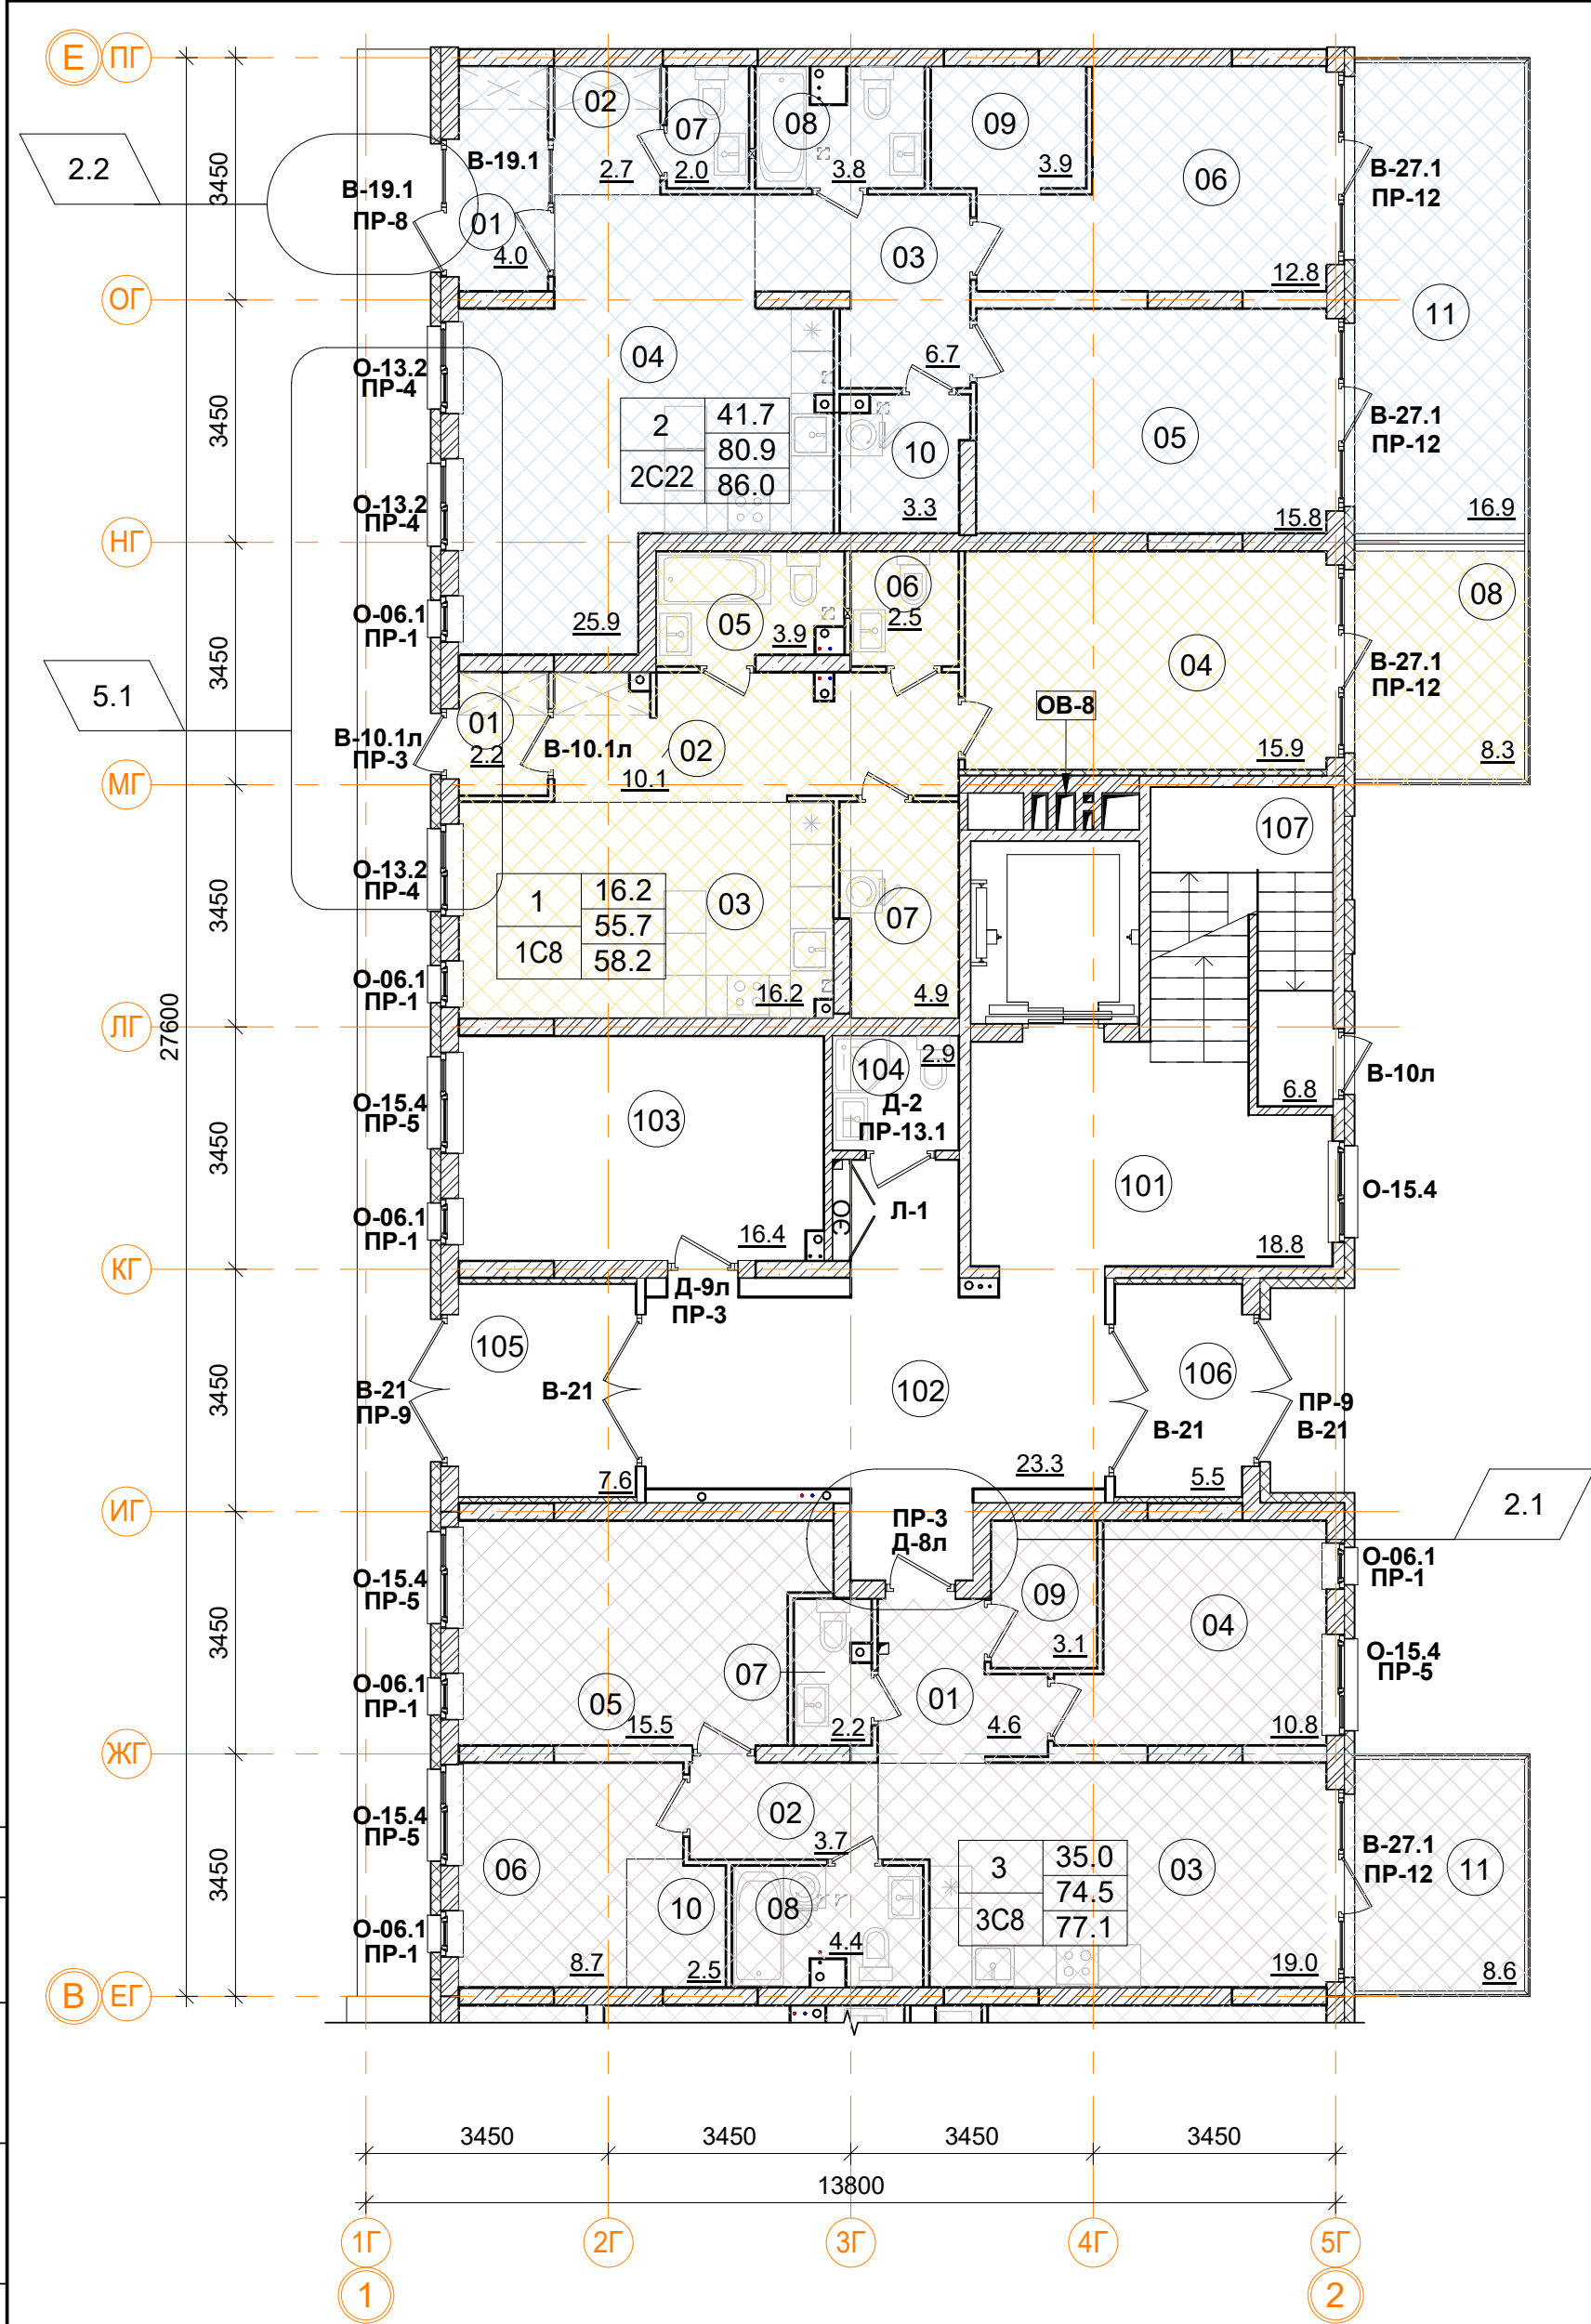 Е ПГ
02
07
08
09
06
2.2
3450
В-19.1
В-27.1
ПР-12
2.7
2.0
3.8
3.9
В-19.1
ПР-8
01
4.0
03
12.8
ОГ
11
04
6.7
О-13.2
ПР-4
3450
2
41.7
80.9
2С22
86.0
10
05
В-27.1
ПР-12
О-13.2
ПР-4
3.3
15.8
16.9
НГ
06
08
О-06.1
ПР-1
25.9
05
3.9
2.5
3450
04
В-27.1
ПР-12
5.1
01
ОВ-8
В-10.1л
ПР-3
2.2
В-10.1л
02
15.9
8.3
МГ
10.1
107
О-13.2
ПР-4
3450
1
16.2
55.7
1С8
58.2
03
07
О-06.1
ПР-1
16.2
4.9
ЛГ
27600
104
2.9
В-10л
6.8
О-15.4
ПР-5
103
Д-2
ПР-13.1
3450
101
О-15.4
ОЭ
Л-1
О-06.1
ПР-1
16.4
18.8
КГ
Д-9л
ПР-3
105
106
3450
В-21
ПР-9
В-21
102
ПР-9
В-21
В-21
7.6
23.3
5.5
ИГ
ПР-3
Д-8л
2.1
О-15.4
ПР-5
О-06.1
ПР-1
09
04
3450
3.1
О-15.4
ПР-5
07
О-06.1
ПР-1
05
01
15.5
2.2
4.6
10.8
ЖГ
О-15.4
ПР-5
02
3.7
3450
06
3
35.0
74.5
3С8
77.1
03
В-27.1
ПР-12
11
10
08
О-06.1
ПР-1
8.7
2.5
4.4
19.0
8.6
В ЕГ
3450 3450 3450 3450
13800
1Г 2Г 3Г 4Г 5Г
1 2